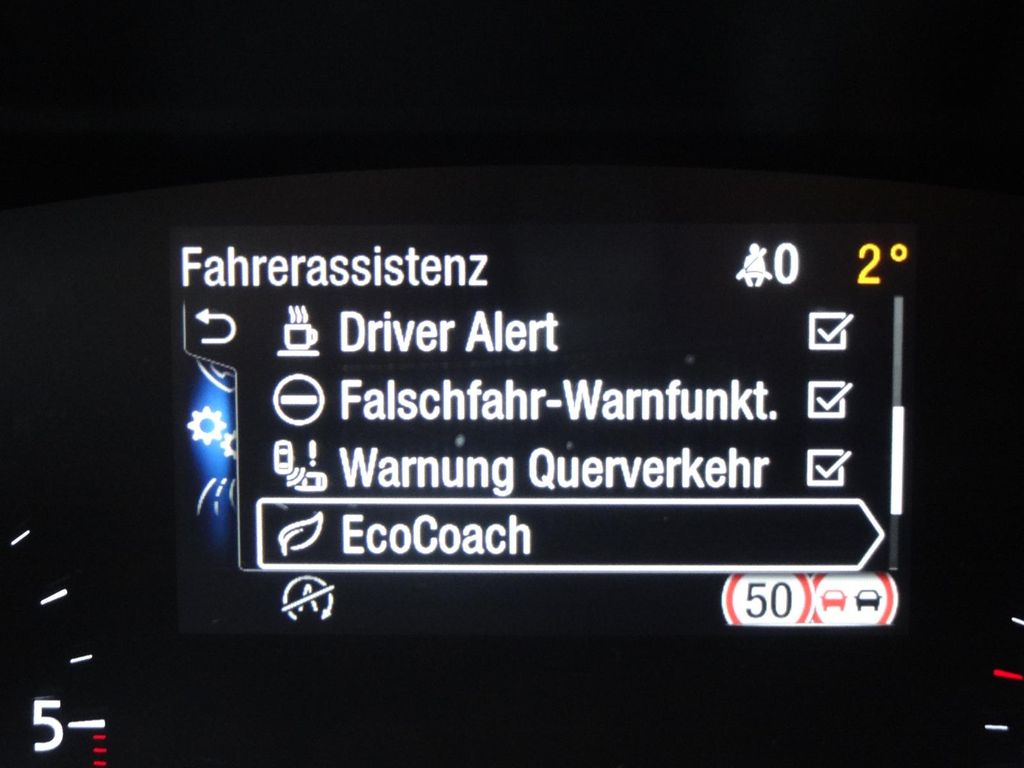 Fahrerassistenz 0 2°
Driver Alert
Falschfahr-Warnfunkt.
Warnung Querverkehr
EcoCoach
A 50
5